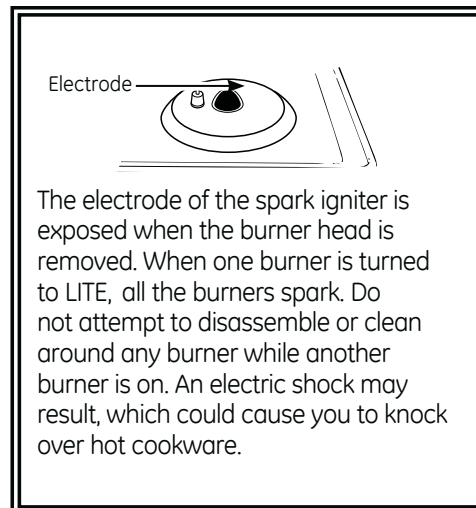 Electrode
The electrode of the spark igniter is
exposed when the burner head is
removed. When one burner is turned
to LITE, all the burners spark. Do
not attempt to disassemble or clean
around any burner while another
burner is on. An electric shock may
result, which could cause you to knock
over hot cookware.